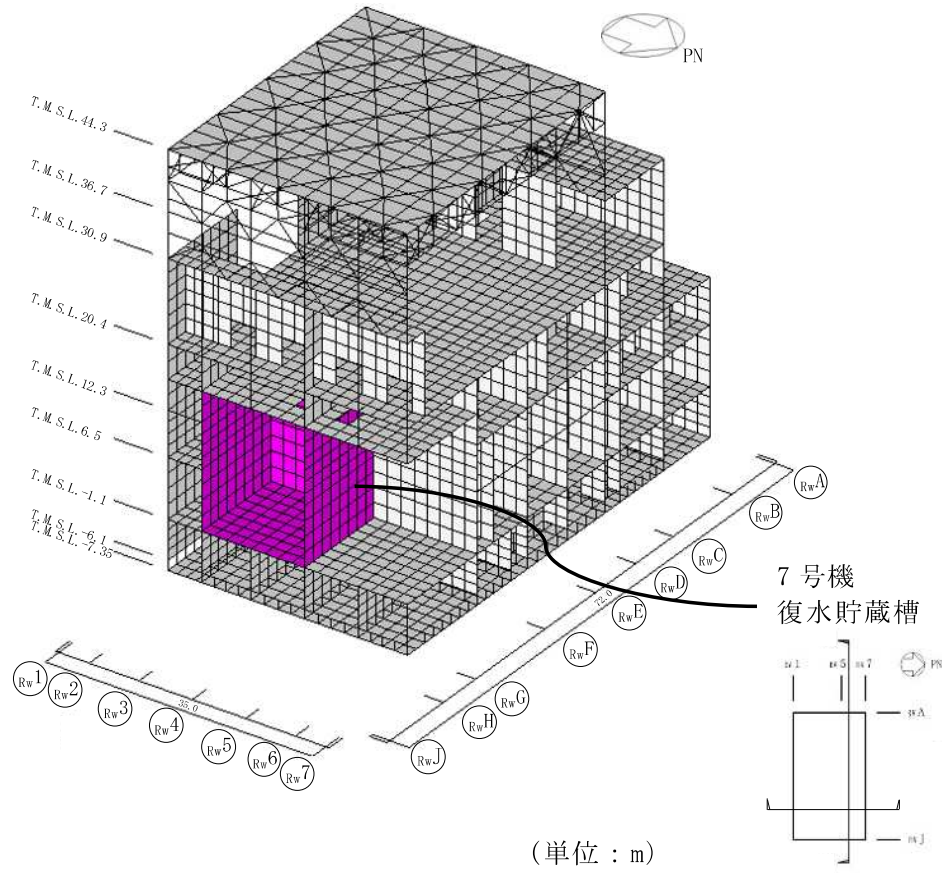 PN
T.M.S.L.44.3
T.M.S.L.36.7
T.M.S.L.30.9
T.M.S.L.20.4
T.M.S.L.12.3
T.M.S.L.6.5
T.M.S.L.-1.1
T.M.S.L.-6.1
T.M.S.L.-7.35
RwA
RwB
RwC
RwD
72.0
RwE
RwF
RwG
RwH
RwJ
Rw1
Rw2
Rw3
35.0
Rw4
Rw5
Rw6
Rw7
7号機
復水貯蔵槽
PN
(単位:m)